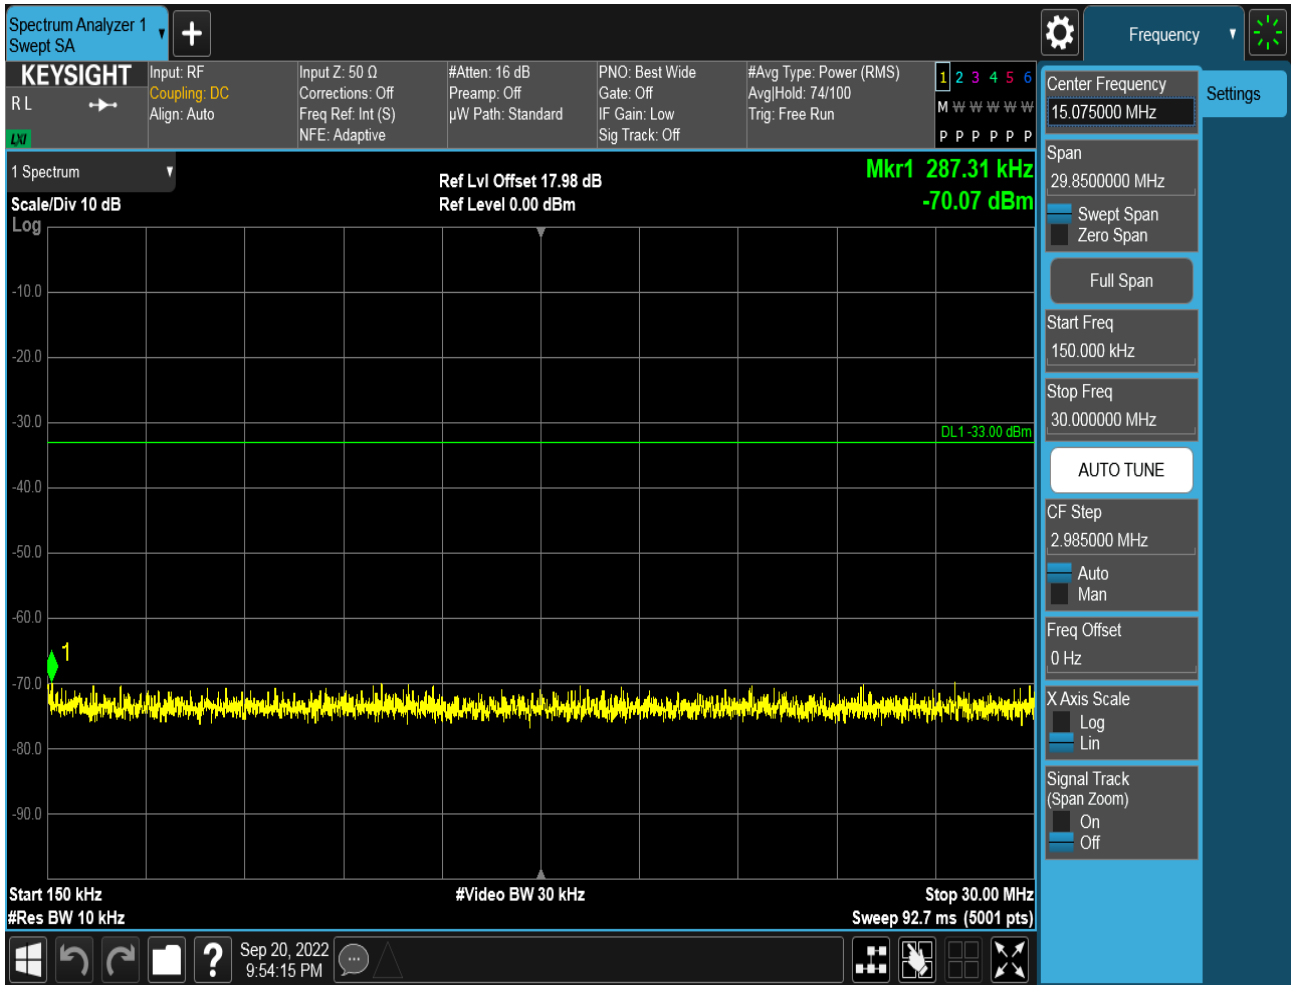 Spectrum Analyzer 1
Swept SA
Frequency
KEYSIGHT
R L
LXI
Input: RF
Coupling: DC
Align: Auto
Input Z: 50 Ω
Corrections: Off
Freq Ref: Int (S)
NFE: Adaptive
#Atten: 16 dB
Preamp: Off
µW Path: Standard
PNO: Best Wide
Gate: Off
IF Gain: Low
Sig Track: Off
#Avg Type: Power (RMS)
Avg|Hold: 74/100
Trig: Free Run
1 2 3 4 5 6
M W W W W W
P P P P P P
1 Spectrum
Scale/Div 10 dB
Log
Ref Lvl Offset 17.98 dB
Ref Level 0.00 dBm
Mkr1 287.31 kHz
-70.07 dBm
-10.0
-20.0
-30.0
DL1 -33.00 dBm
-40.0
-50.0
-60.0
1
-70.0
-80.0
-90.0
Start 150 kHz
#Video BW 30 kHz
Stop 30.00 MHz
#Res BW 10 kHz
Sweep 92.7 ms (5001 pts)
Sep 20, 2022
9:54:15 PM
Center Frequency
15.075000 MHz
Settings
Span
29.8500000 MHz
Swept Span
Zero Span
Full Span
Start Freq
150.000 kHz
Stop Freq
30.000000 MHz
AUTO TUNE
CF Step
2.985000 MHz
Auto
Man
Freq Offset
0 Hz
X Axis Scale
Log
Lin
Signal Track
(Span Zoom)
On
Off